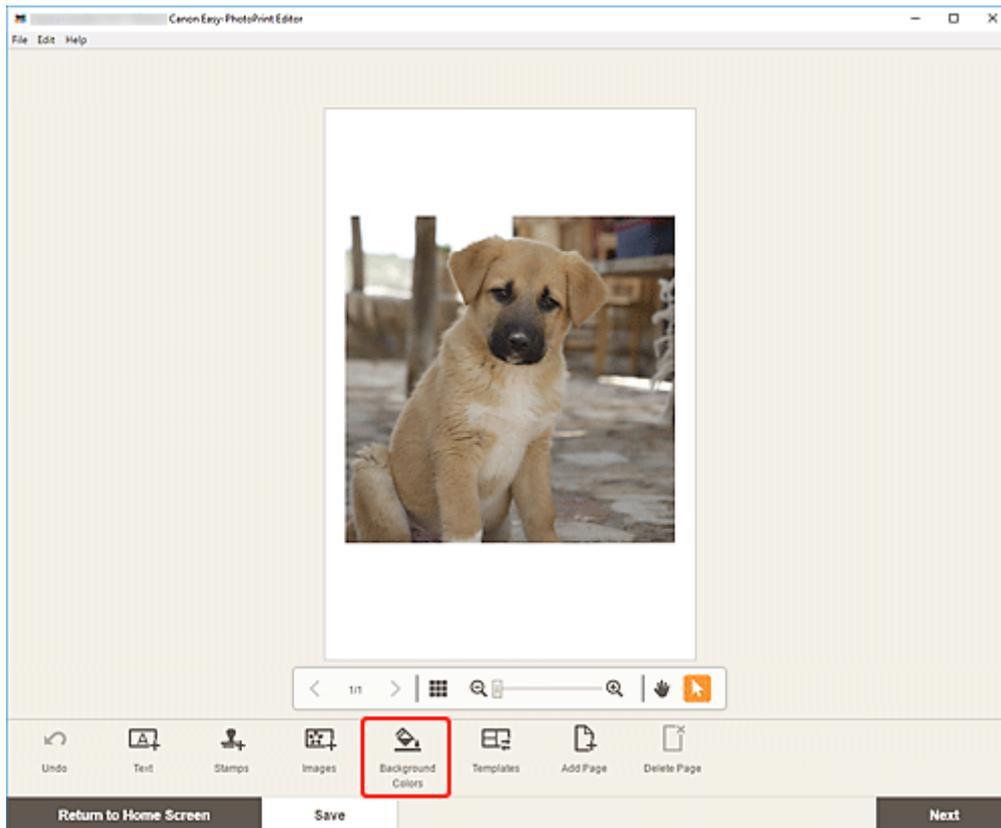 Canon Easy-PhotoPrint Editor
File Edit Help
1/1
Undo Text Stamps Images Background Colors Templates Add Page Delete Page
Return to Home Screen Save Next